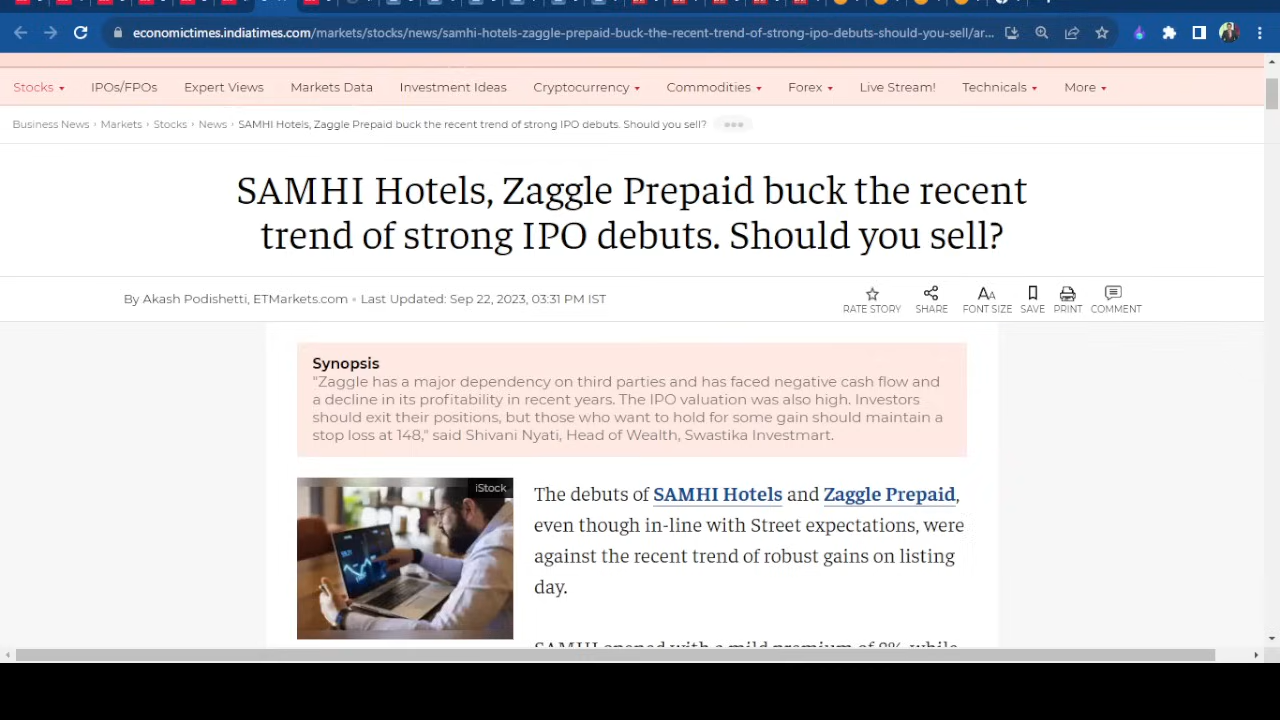 economictimes.indiatimes.com/markets/stocks/news/samhi-hotels-zaggle-prepaid-buck-the-recent-trend-of-strong-ipo-debuts-should-you-sell/ar...
Stocks IPOs/FPOs Expert Views Markets Data Investment Ideas Cryptocurrency Commodities Forex Live Stream! Technicals More
Business News › Markets › Stocks › News › SAMHI Hotels, Zaggle Prepaid buck the recent trend of strong IPO debuts. Should you sell?
SAMHI Hotels, Zaggle Prepaid buck the recent
trend of strong IPO debuts. Should you sell?
By Akash Podishetti, ETMarkets.com • Last Updated: Sep 22, 2023, 03:31 PM IST
RATE STORY SHARE FONT SIZE SAVE PRINT COMMENT
Synopsis
"Zaggle has a major dependency on third parties and has faced negative cash flow and
a decline in its profitability in recent years. The IPO valuation was also high. Investors
should exit their positions, but those who want to hold for some gain should maintain a
stop loss at 148," said Shivani Nyati, Head of Wealth, Swastika Investmart.
iStock
The debuts of SAMHI Hotels and Zaggle Prepaid,
even though in-line with Street expectations, were
against the recent trend of robust gains on listing
day.
SAMHI opened with a mild premium of 8% while